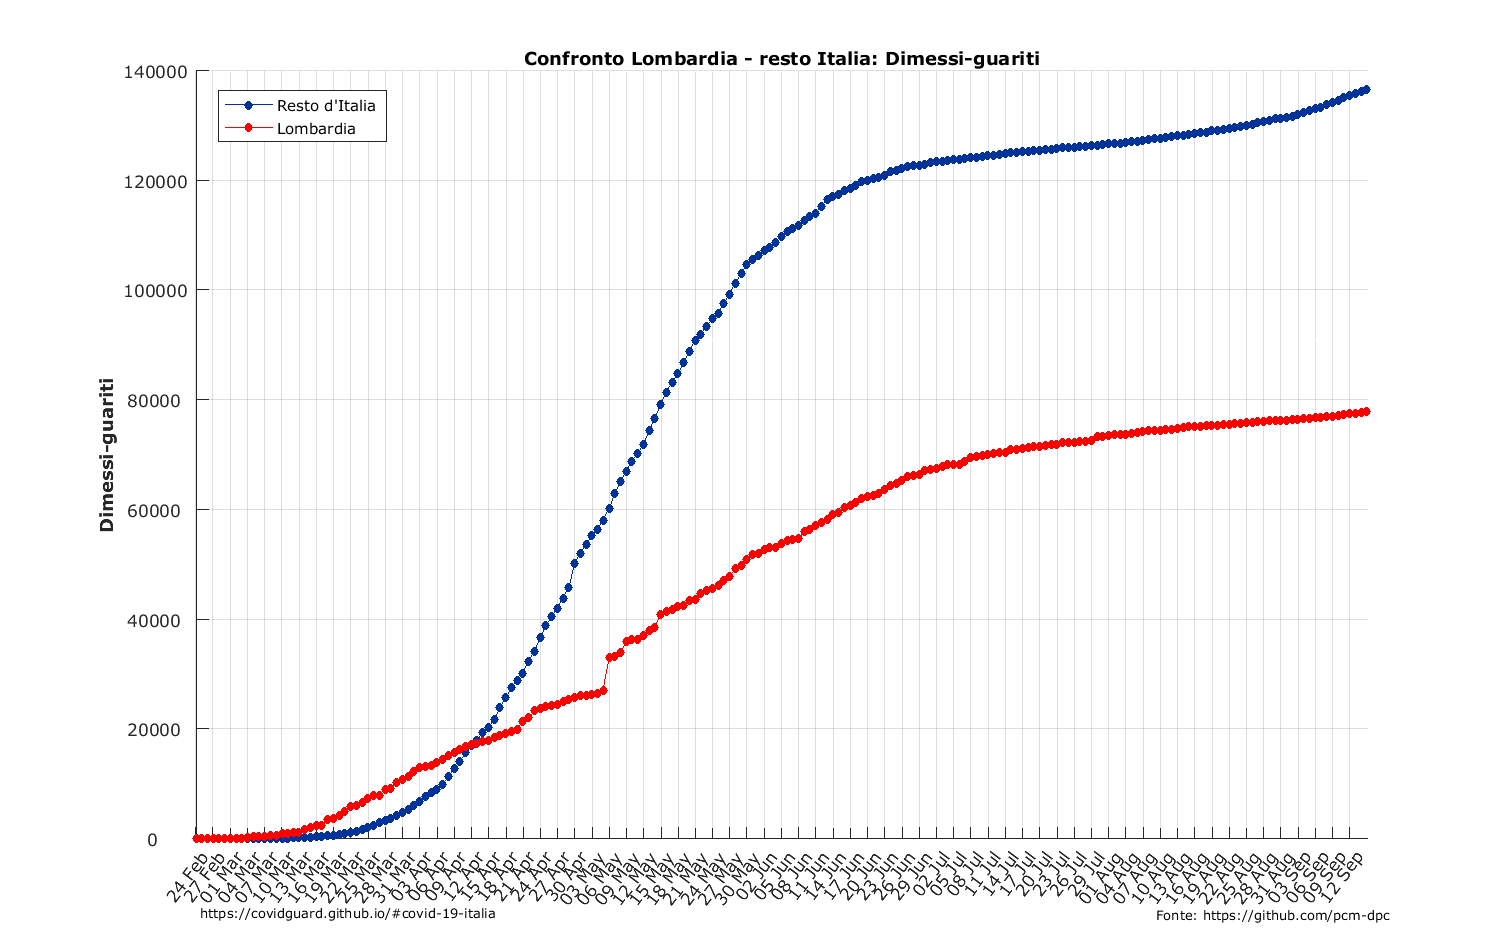 Confronto Lombardia - resto Italia: Dimessi-guariti
Resto d'Italia
Lombardia
Dimessi-guariti
140000
120000
100000
80000
60000
40000
20000
0
24 Feb
27 Feb
01 Mar
04 Mar
07 Mar
10 Mar
13 Mar
16 Mar
19 Mar
22 Mar
25 Mar
28 Mar
31 Mar
03 Apr
06 Apr
09 Apr
12 Apr
15 Apr
18 Apr
21 Apr
24 Apr
27 Apr
30 Apr
03 May
06 May
09 May
12 May
15 May
18 May
21 May
24 May
27 May
30 May
02 Jun
05 Jun
08 Jun
11 Jun
14 Jun
17 Jun
20 Jun
23 Jun
26 Jun
29 Jun
02 Jul
05 Jul
08 Jul
11 Jul
14 Jul
17 Jul
20 Jul
23 Jul
26 Jul
29 Jul
01 Aug
04 Aug
07 Aug
10 Aug
13 Aug
16 Aug
19 Aug
22 Aug
25 Aug
28 Aug
31 Aug
03 Sep
06 Sep
09 Sep
12 Sep
https://covidguard.github.io/#covid-19-italia
Fonte: https://github.com/pcm-dpc